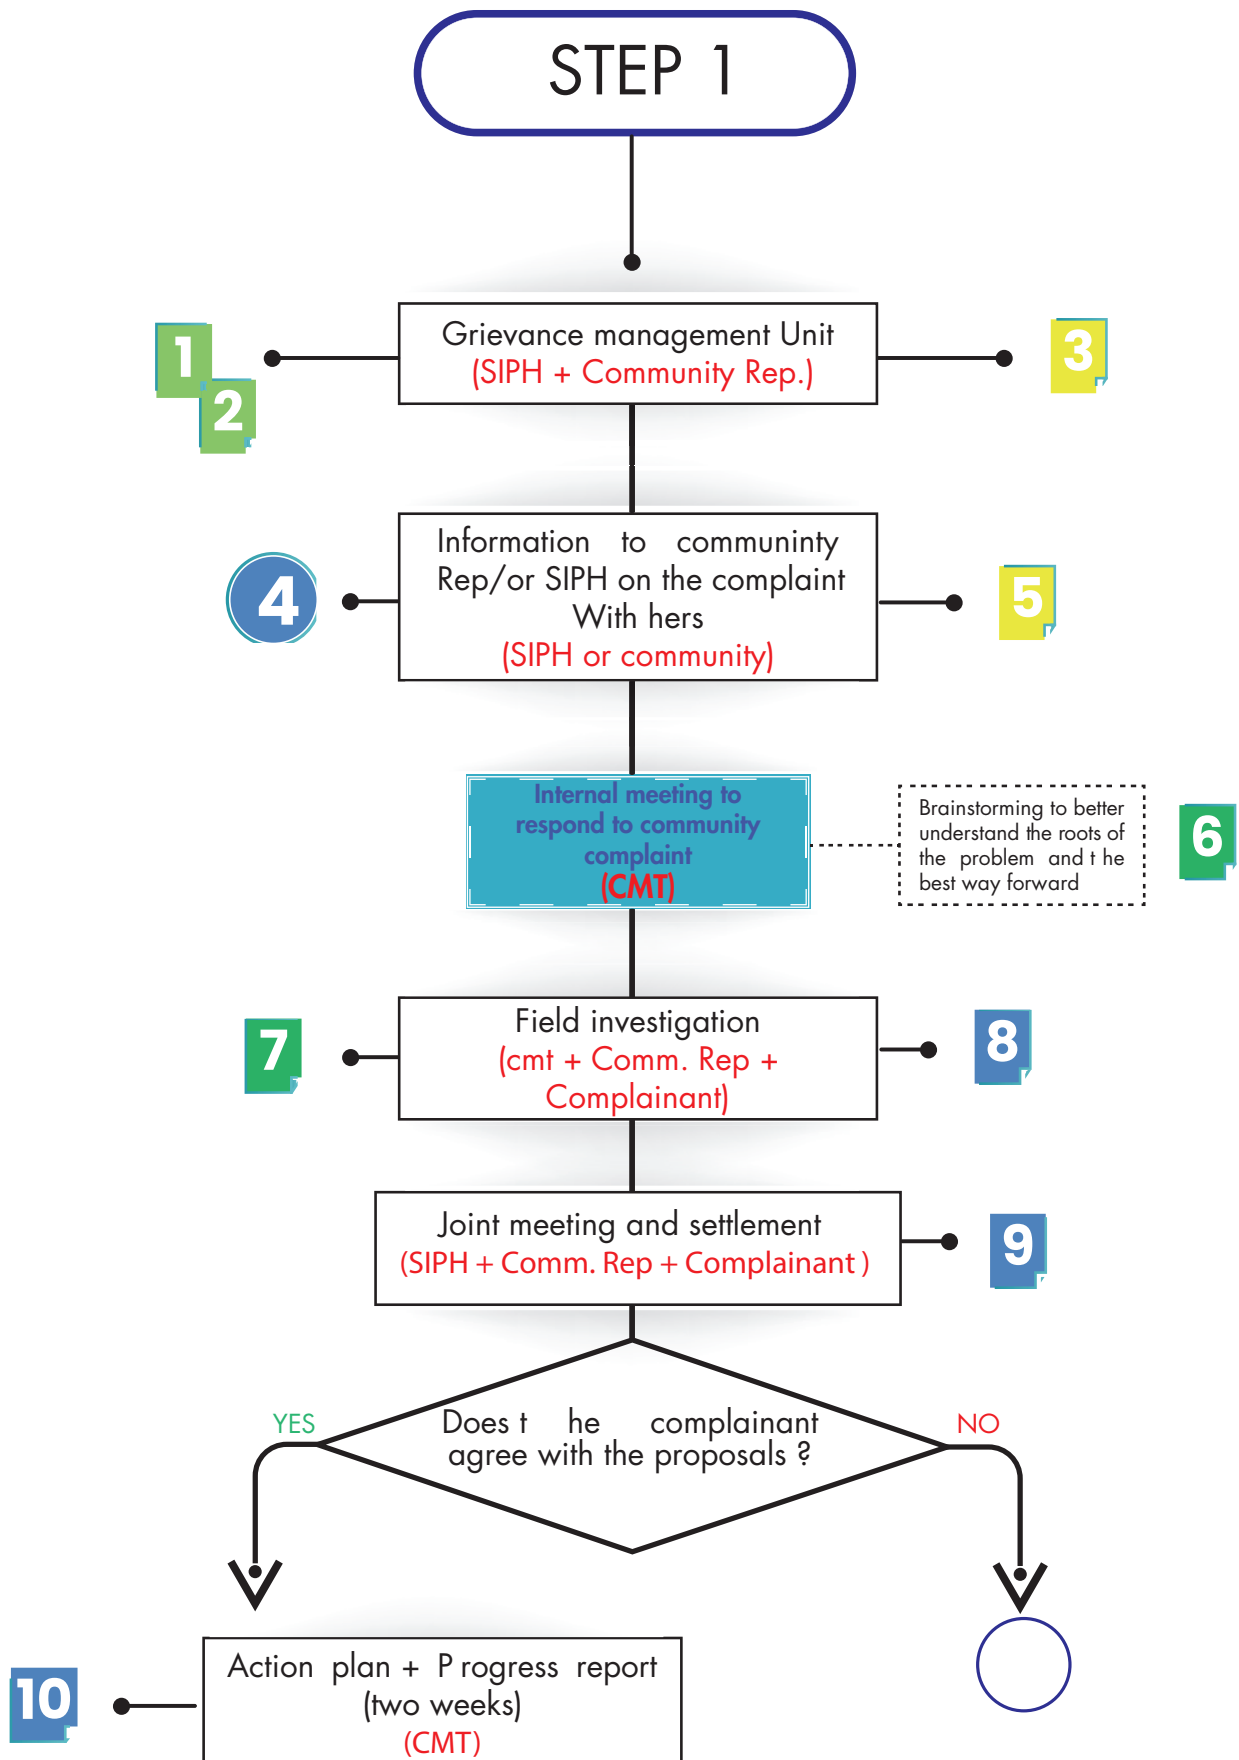 STEP 1
Grievance management Unit
(SIPH + Community Rep.)
1
2
3
Information to communinty
Rep/or SIPH on the complaint
With hers
(SIPH or community)
4
5
Internal meeting to
respond to community
complaint
(CMT)
Brainstorming to better
understand the roots of
the problem and t he
best way forward
6
Field investigation
(cmt + Comm. Rep +
Complainant)
7
8
Joint meeting and settlement
(SIPH + Comm. Rep + Complainant )
9
Does t he complainant
agree with the proposals ?
YES
NO
Action plan + P rogress report
(two weeks)
(CMT)
10